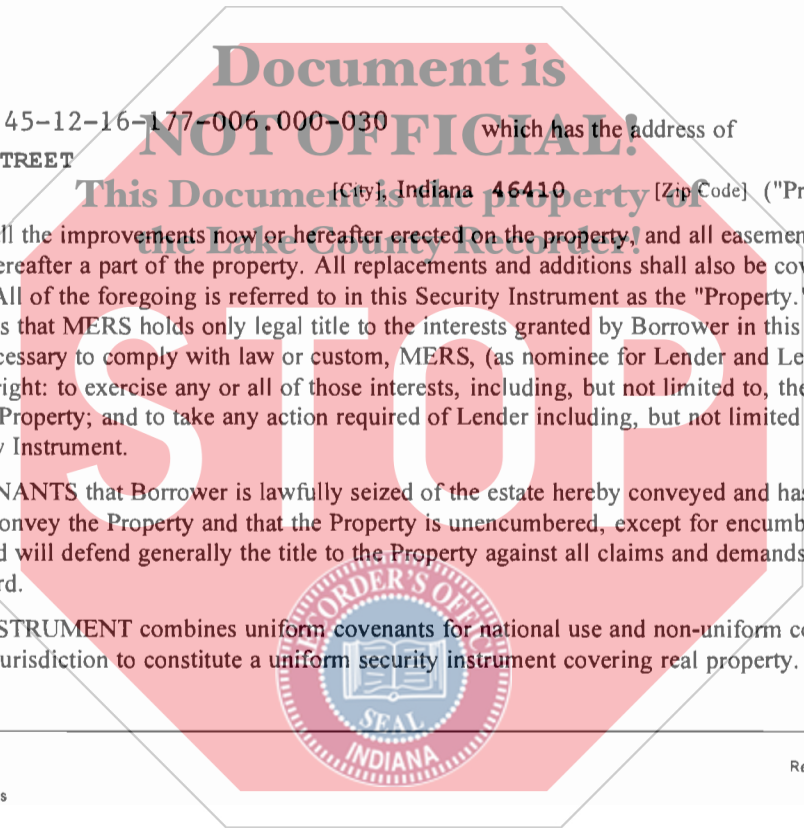 Document is
45-12-16-177-006.000-030 which has the address of
NOT OFFICIAL!
TREET
This Document is the property of
[City], Indiana 46410 [Zip Code] ("Pr
the Lake County Recorder!
ll the improvements now or hereafter erected on the property, and all easemen
ereafter a part of the property. All replacements and additions shall also be cov
All of the foregoing is referred to in this Security Instrument as the "Property."
s that MERS holds only legal title to the interests granted by Borrower in this
cessary to comply with law or custom, MERS, (as nominee for Lender and Le
right: to exercise any or all of those interests, including, but not limited to, the
Property; and to take any action required of Lender including, but not limited
y Instrument.
STOP
NANTS that Borrower is lawfully seized of the estate hereby conveyed and has
onvey the Property and that the Property is unencumbered, except for encumb
d will defend generally the title to the Property against all claims and demands
rd.
STRUMENT combines uniform covenants for national use and non-uniform co
urisdiction to constitute a uniform security instrument covering real property.
RECORDER'S OFFICE
SEAL
INDIANA
Re
s